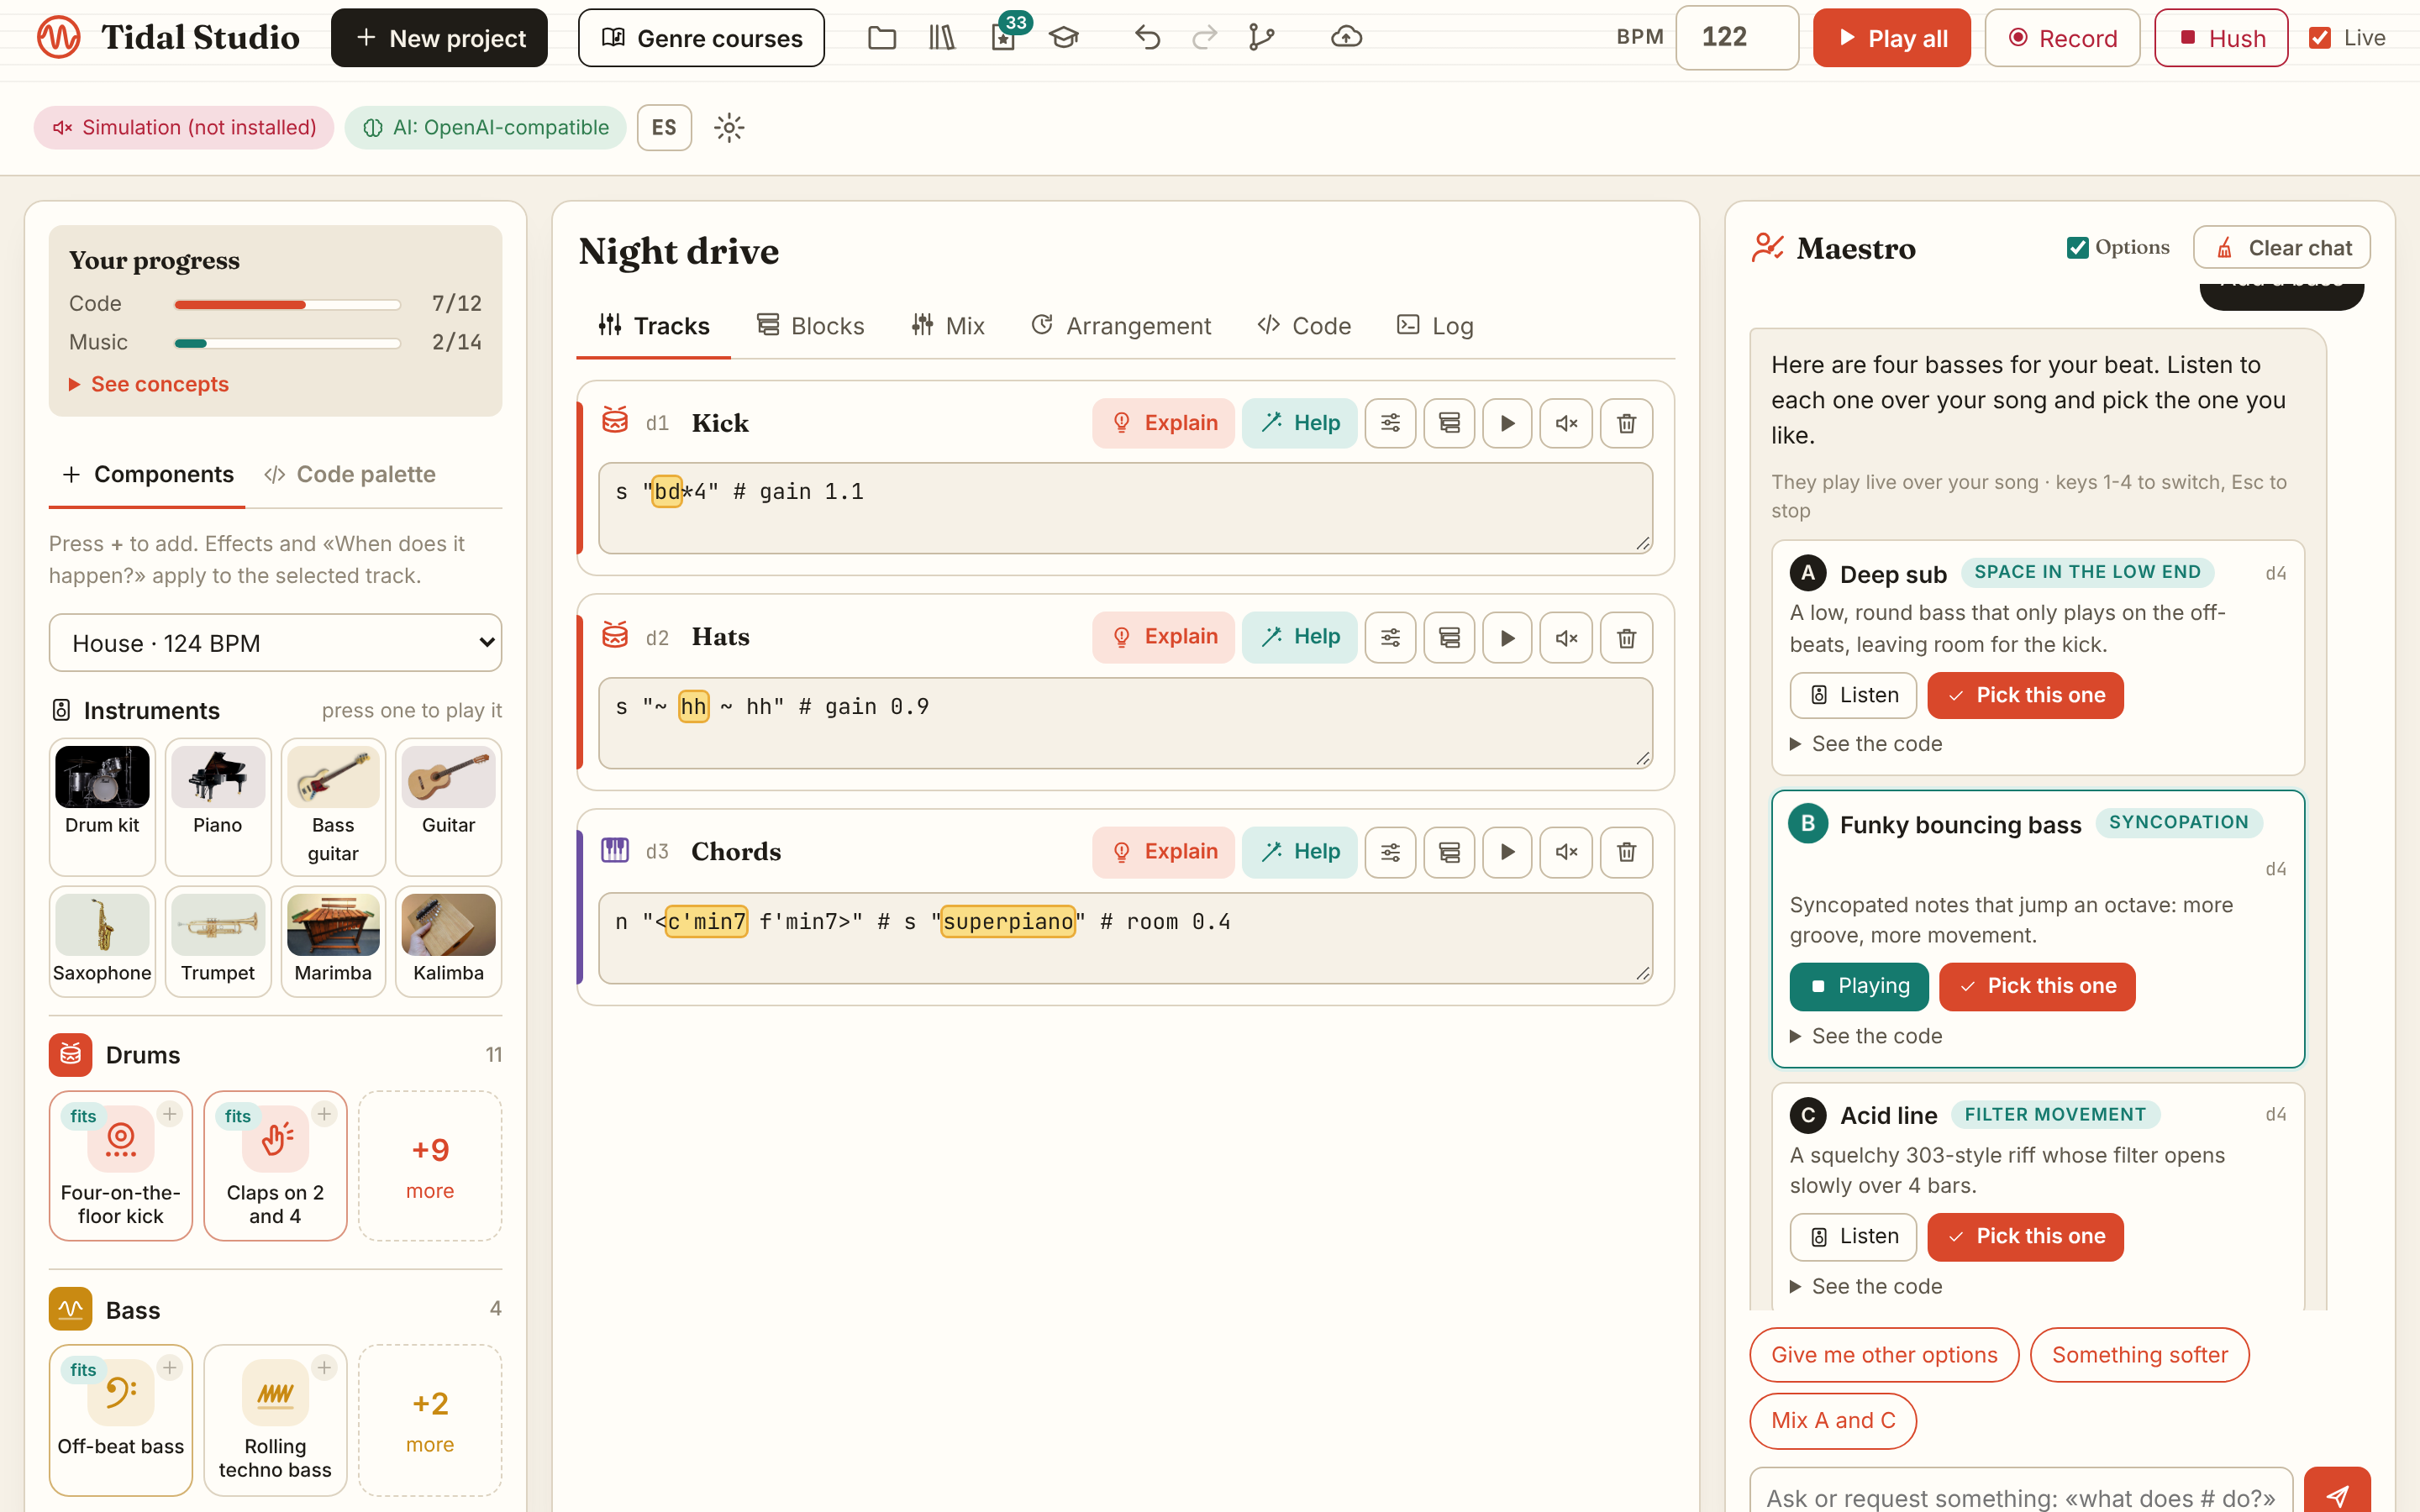 Tidal Studio
New project
Genre courses
33
BPM
122
Play all
Record
Hush
Live
Simulation (not installed)
AI: OpenAI-compatible
ES
Your progress
Code 7/12
Music 2/14
See concepts
Components
Code palette
Press + to add. Effects and «When does it
happen?» apply to the selected track.
House · 124 BPM
Instruments
press one to play it
Drum kit
Piano
Bass
guitar
Guitar
Saxophone
Trumpet
Marimba
Kalimba
Drums
11
fits
Four-on-the-
floor kick
fits
Claps on 2
and 4
+9
more
Bass
4
fits
Off-beat bass
Rolling
techno bass
+2
more
Night drive
Tracks
Blocks
Mix
Arrangement
Code
Log
d1 Kick
Explain
Help
s "bd*4" # gain 1.1
d2 Hats
Explain
Help
s "~ hh ~ hh" # gain 0.9
d3 Chords
Explain
Help
n "<c'min7 f'min7>" # s "superpiano" # room 0.4
Maestro
Options
Clear chat
Here are four basses for your beat. Listen to
each one over your song and pick the one you
like.
They play live over your song · keys 1-4 to switch, Esc to
stop
A Deep sub SPACE IN THE LOW END d4
A low, round bass that only plays on the off-
beats, leaving room for the kick.
Listen
Pick this one
See the code
B Funky bouncing bass SYNCOPATION
d4
Syncopated notes that jump an octave: more
groove, more movement.
Playing
Pick this one
See the code
C Acid line FILTER MOVEMENT d4
A squelchy 303-style riff whose filter opens
slowly over 4 bars.
Listen
Pick this one
See the code
Give me other options
Something softer
Mix A and C
Ask or request something: «what does # do?»